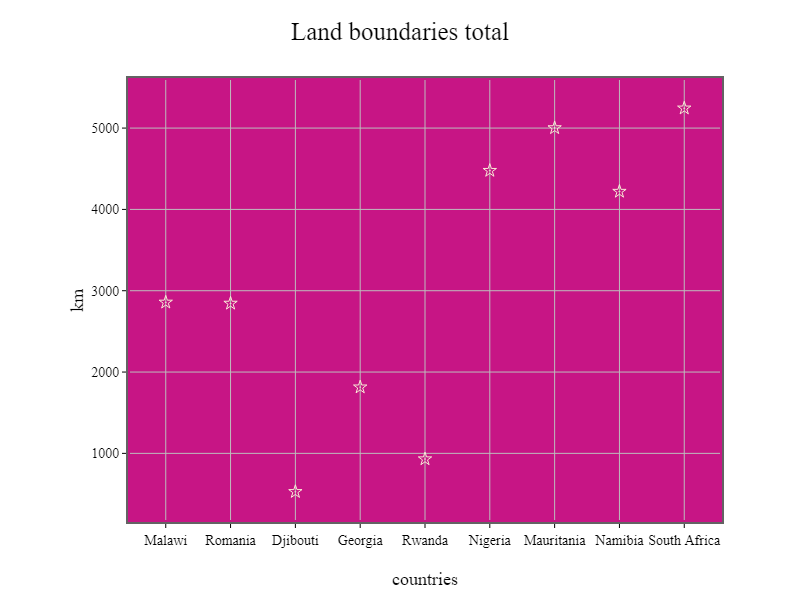 Land boundaries total
5000
4000
3000
2000
1000
km
Malawi Romania Djibouti Georgia Rwanda Nigeria Mauritania Namibia South Africa
countries